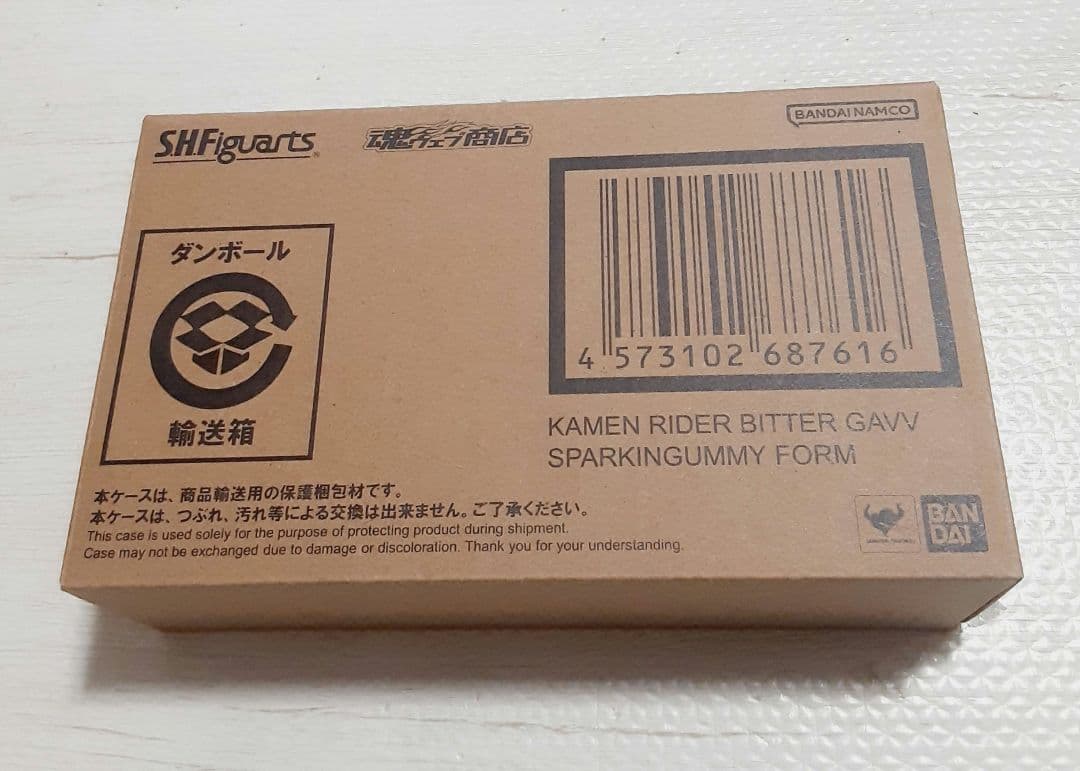 S.H.Figuarts
魂ウェブ商店
BANDAI NAMCO
ダンボール
輸送箱
4 573102 687616
KAMEN RIDER BITTER GAVV
SPARKINGUMMY FORM
本ケースは、商品輸送用の保護梱包材です。
本ケースは、つぶれ、汚れ等による交換は出来ません。ご了承ください。
This case is used solely for the purpose of protecting product during shipment.
Case may not be exchanged due to damage or discoloration. Thank you for your understanding.
BAN
DAI